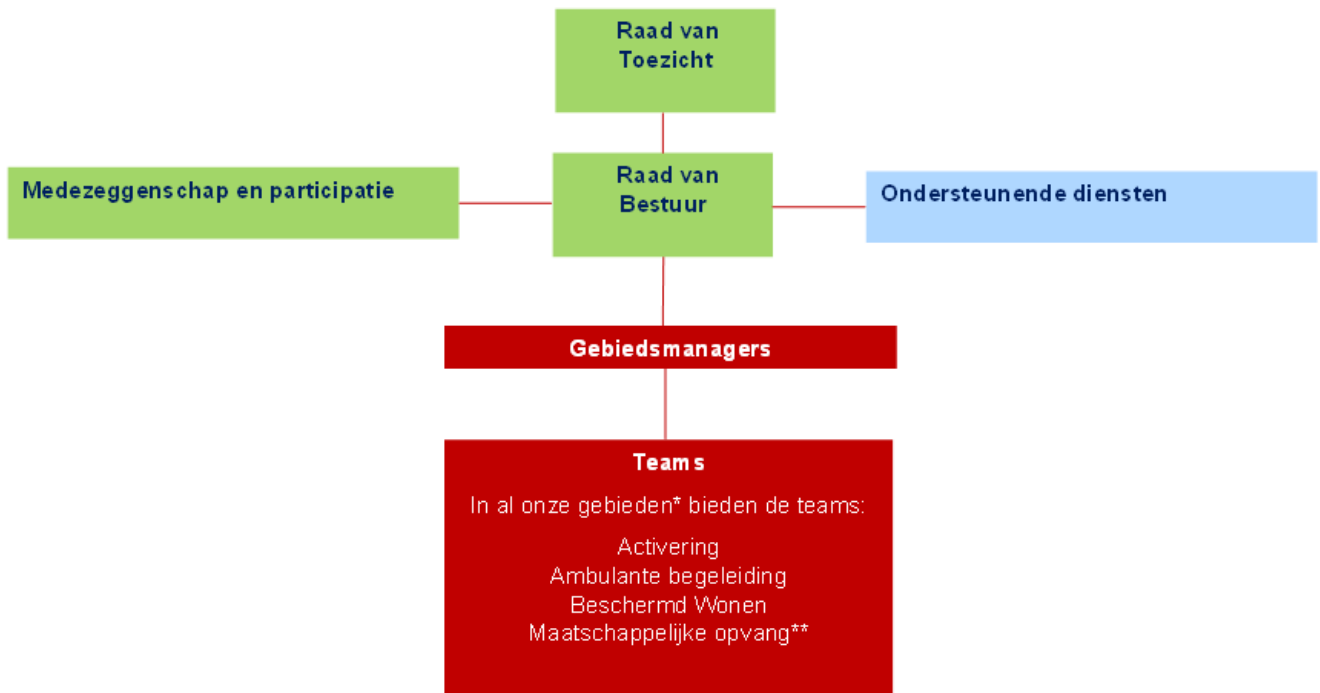 Raad van
Toezicht
Medezeggenschap en participatie
Raad van
Bestuur
Ondersteunende diensten
Gebiedsmanagers
Teams
In al onze gebieden* bieden de teams:
Activering
Ambulante begeleiding
Beschermd Wonen
Maatschappelijke opvang**